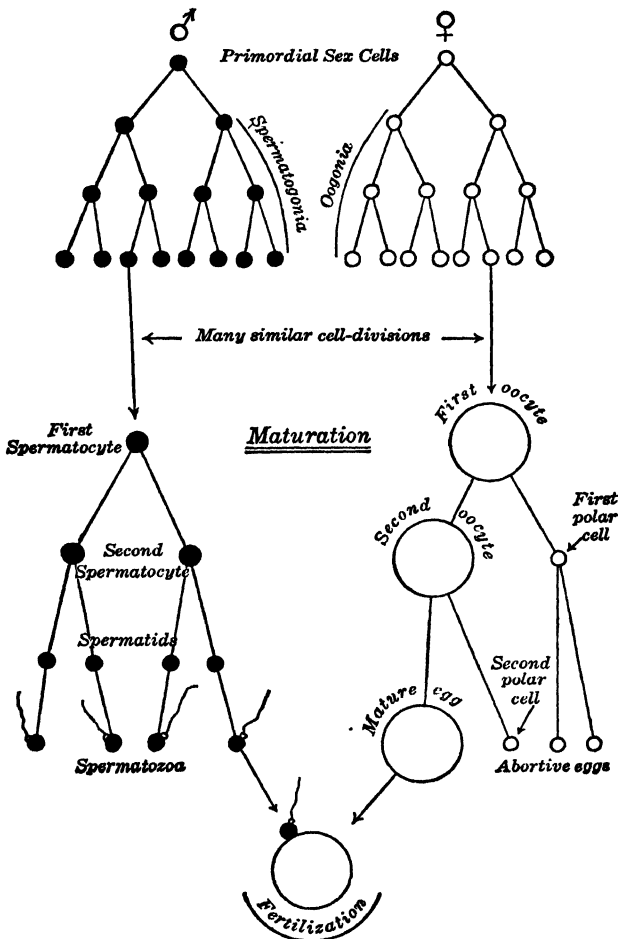 ♂
♀
Primordial Sex Cells
Spermatogonia
Oogonia
Many similar cell-divisions
First
Spermatocyte
Maturation
First oocyte
Second
Spermatocyte
Second oocyte
First
polar
cell
Spermatids
Second
polar
cell
Mature egg
Spermatozoa
Abortive eggs
Fertilization